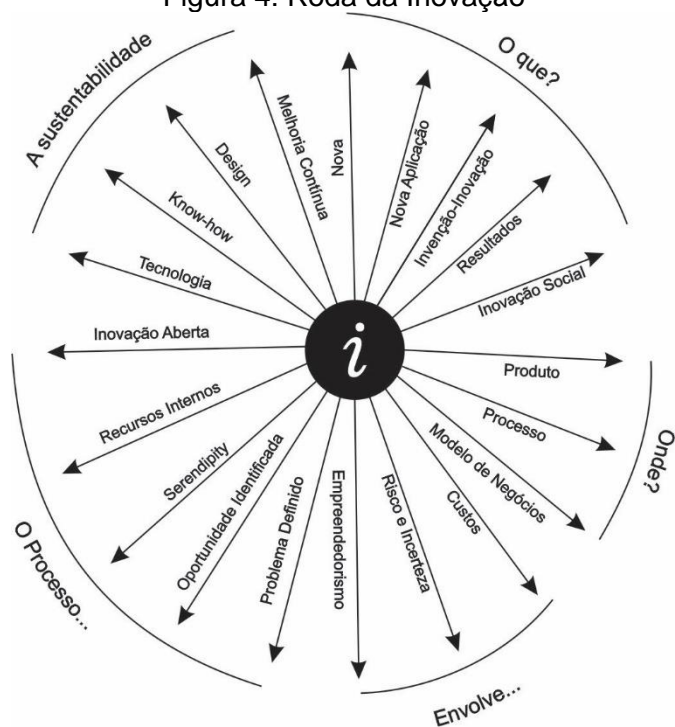 Figura 4: Roda da Inovação
O que?
Nova
Nova Aplicação
Invenção-Inovação
Resultados
Inovação Social
Onde?
Produto
Processo
Modelo de Negócios
Envolve...
Custos
Risco e Incerteza
Empreendedorismo
O Processo...
Problema Definido
Oportunidade Identificada
Serendipity
Recursos Internos
Inovação Aberta
A sustentabilidade
Tecnologia
Know-how
Design
Melhoria Contínua
i